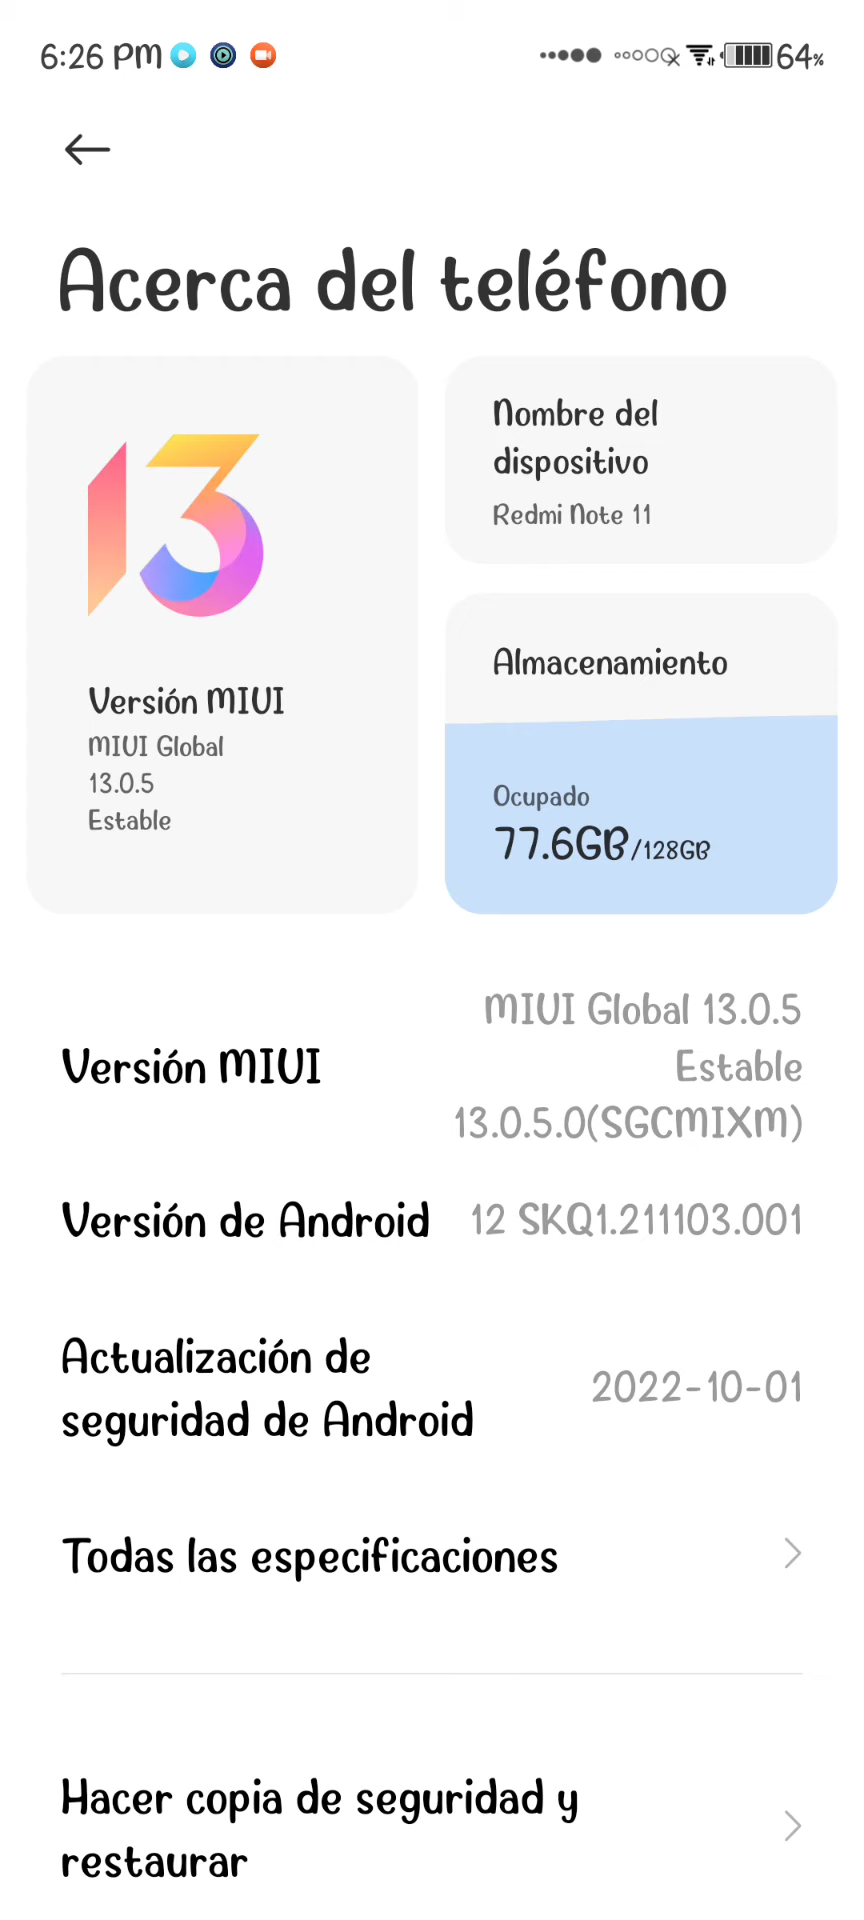 6:26 PM 64%
Acerca del teléfono
13
Versión MIUI
MIUI Global
13.0.5
Estable
Nombre del
dispositivo
Redmi Note 11
Almacenamiento
Ocupado
77.6GB/128GB
Versión MIUI
MIUI Global 13.0.5
Estable
13.0.5.0(SGCMIXM)
Versión de Android 12 SKQ1.211103.001
Actualización de
seguridad de Android
2022-10-01
Todas las especificaciones
Hacer copia de seguridad y
restaurar